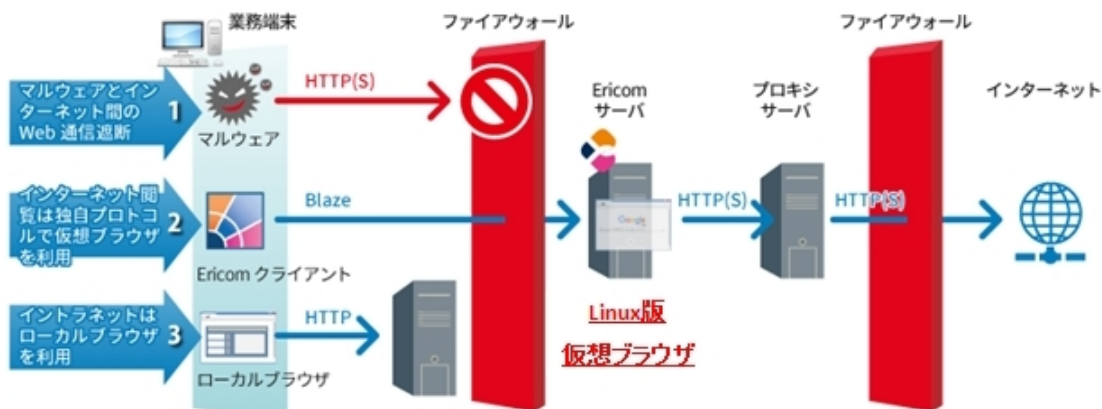 業務端末
ファイアウォール
ファイアウォール
マルウェアとイン
ターネット間の
Web 通信遮断
1
HTTP(S)
マルウェア
Ericom
サーバ
プロキシ
サーバ
インターネット
インターネット閲
覧は独自プロトコ
ルで仮想ブラウザ
を利用
2
Blaze
Ericom クライアント
Google
HTTP(S)
HTTP(S)
イントラネットは
ローカルブラウザ
を利用
3
HTTP
ローカルブラウザ
Linux版
仮想ブラウザ